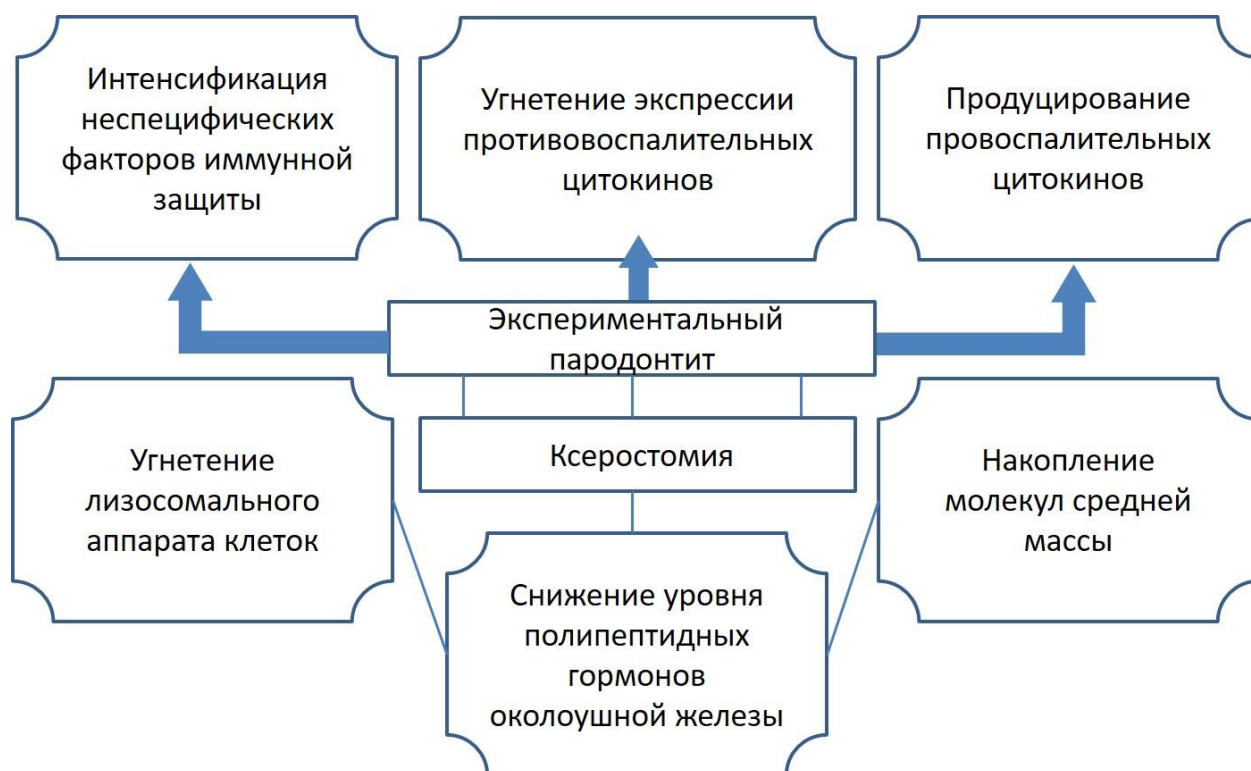 Интенсификация
неспецифических
факторов иммунной
защиты
Угнетение экспрессии
противовоспалительных
цитокинов
Продуцирование
провоспалительных
цитокинов
Экспериментальный
пародонтит
Угнетение
лизосомального
аппарата клеток
Ксеростомия
Накопление
молекул средней
массы
Снижение уровня
полипептидных
гормонов
околоушной железы